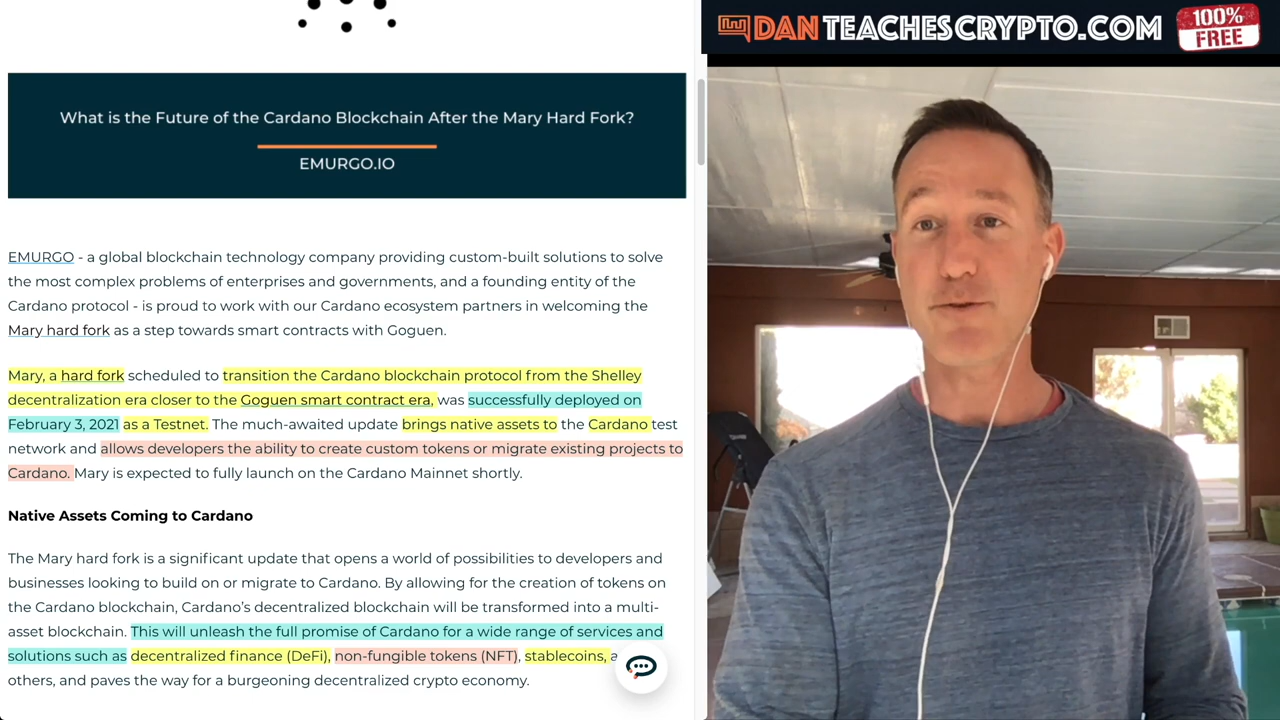 DANTEACHESCRYPTO.COM
100%
FREE
What is the Future of the Cardano Blockchain After the Mary Hard Fork?
EMURGO.IO
EMURGO - a global blockchain technology company providing custom-built solutions to solve
the most complex problems of enterprises and governments, and a founding entity of the
Cardano protocol - is proud to work with our Cardano ecosystem partners in welcoming the
Mary hard fork as a step towards smart contracts with Goguen.
Mary, a hard fork scheduled to transition the Cardano blockchain protocol from the Shelley
decentralization era closer to the Goguen smart contract era, was successfully deployed on
February 3, 2021 as a Testnet. The much-awaited update brings native assets to the Cardano test
network and allows developers the ability to create custom tokens or migrate existing projects to
Cardano. Mary is expected to fully launch on the Cardano Mainnet shortly.
Native Assets Coming to Cardano
The Mary hard fork is a significant update that opens a world of possibilities to developers and
businesses looking to build on or migrate to Cardano. By allowing for the creation of tokens on
the Cardano blockchain, Cardano’s decentralized blockchain will be transformed into a multi-
asset blockchain. This will unleash the full promise of Cardano for a wide range of services and
solutions such as decentralized finance (DeFi), non-fungible tokens (NFT), stablecoins,
others, and paves the way for a burgeoning decentralized crypto economy.